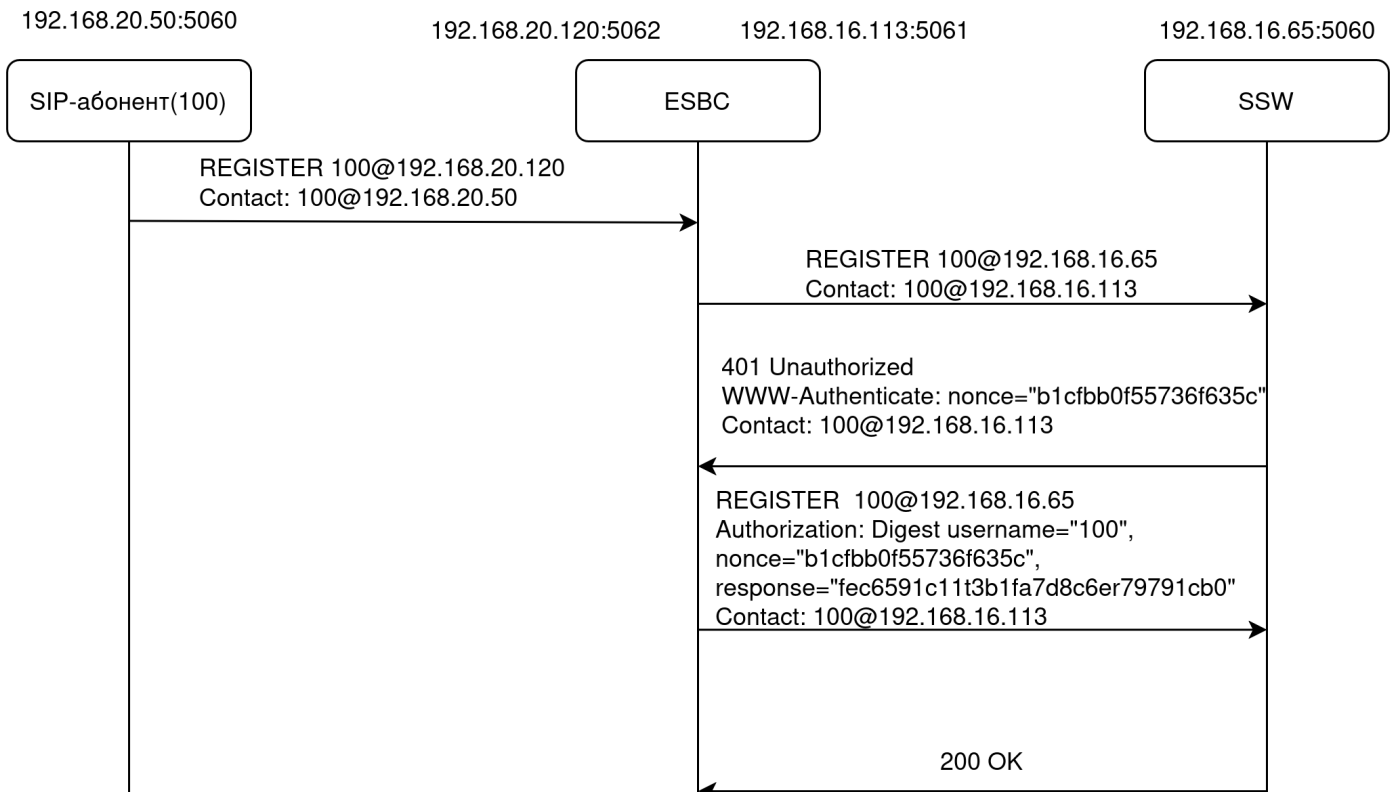 192.168.20.50:5060
192.168.20.120:5062
192.168.16.113:5061
192.168.16.65:5060
SIP-абонент(100)
ESBC
SSW
REGISTER 100@192.168.20.120
Contact: 100@192.168.20.50
REGISTER 100@192.168.16.65
Contact: 100@192.168.16.113
401 Unauthorized
WWW-Authenticate: nonce="b1cfbb0f55736f635c"
Contact: 100@192.168.16.113
REGISTER  100@192.168.16.65
Authorization: Digest username="100",
nonce="b1cfbb0f55736f635c",
response="fec6591c11t3b1fa7d8c6er79791cb0"
Contact: 100@192.168.16.113
200 OK